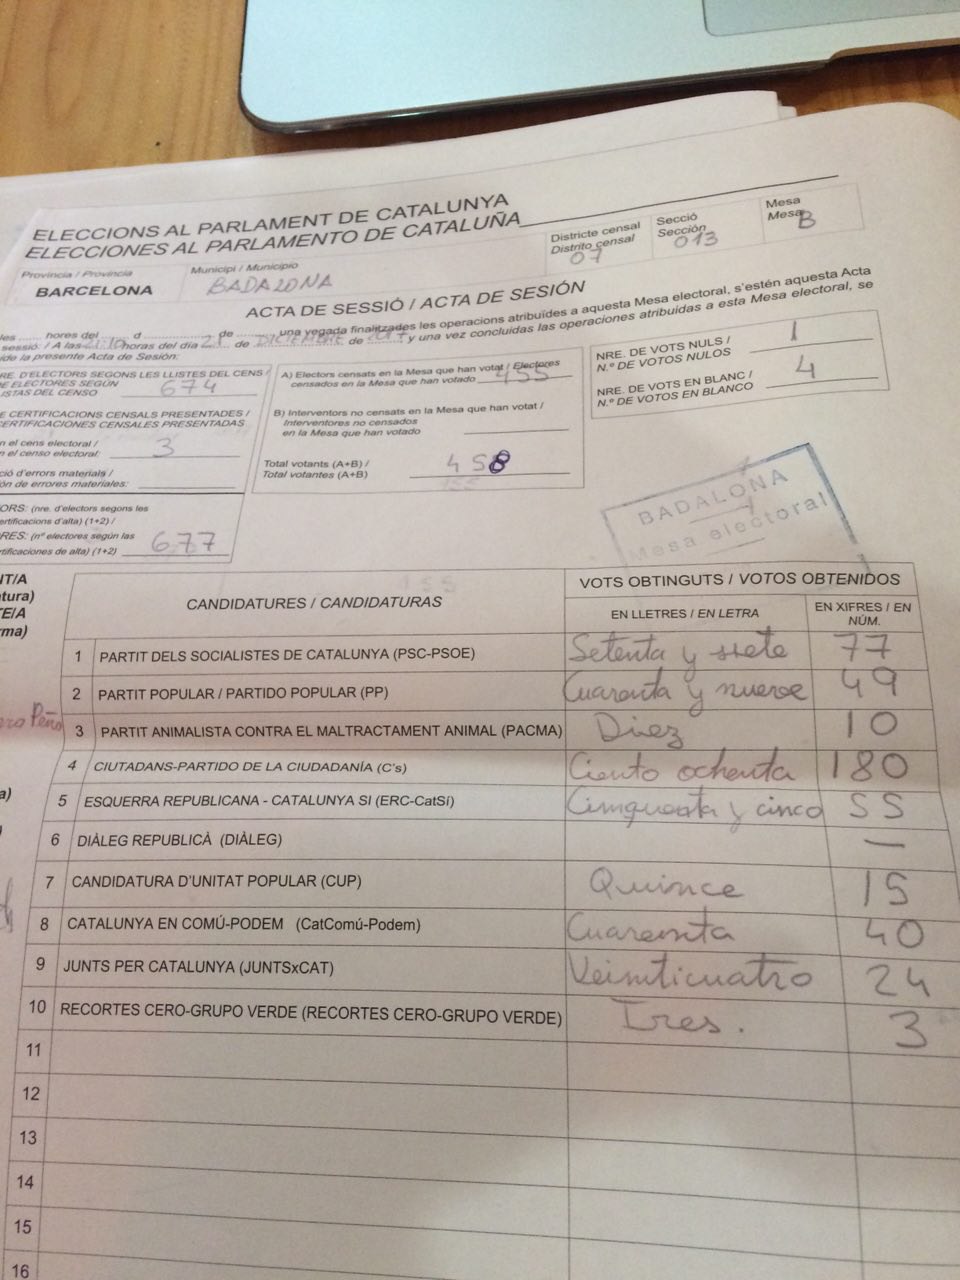 ELECCIONS AL PARLAMENT DE CATALUNYA
ELECCIONES AL PARLAMENTO DE CATALUÑA
Província / Provincia
BARCELONA
Municipi / Municipio
BADALONA
Districte censal
Distrito censal
07
Secció
Sección
013
Mesa
Mesa
B
ACTA DE SESSIÓ / ACTA DE SESIÓN
hores del d de una vegada finalitzades les operacions atribuïdes a aquesta Mesa electoral, s'estén aquesta Acta
sessió. / A las 21:10 horas del día 21 de DICIEMBRE de 2017 y una vez concluidas las operaciones atribuidas a esta Mesa electoral, se
de la presente Acta de Sesión:
RE. D'ELECTORS SEGONS LES LLISTES DEL CENS /
E ELECTORES SEGÚN
ISTAS DEL CENSO 674
E CERTIFICACIONS CENSALS PRESENTADES /
ERTIFICACIONES CENSALES PRESENTADAS
n el cens electoral /
n el censo electoral: 3
ció d'errors materials /
ón de errores materiales:
ORS: (nre. d'electors segons les
ertificacions d'alta) (1+2) /
RES: (nº electores según las
rtificaciones de alta) (1+2) 677
A) Electors censats en la Mesa que han votat / Electores
censados en la Mesa que han votado 455
B) Interventors no censats en la Mesa que han votat /
Interventores no censados
en la Mesa que han votado
Total votants (A+B) /
Total votantes (A+B) 458
NRE. DE VOTS NULS /
N.º DE VOTOS NULOS 1
NRE. DE VOTS EN BLANC /
N.º DE VOTOS EN BLANCO 4
BADALONA
Mesa electoral
NT/A
tura)
TE/A
rma)
CANDIDATURES / CANDIDATURAS
VOTS OBTINGUTS / VOTOS OBTENIDOS
EN LLETRES / EN LETRA
EN XIFRES / EN
NÚM.
1 PARTIT DELS SOCIALISTES DE CATALUNYA (PSC-PSOE) Setenta y siete 77
2 PARTIT POPULAR / PARTIDO POPULAR (PP) Cuarenta y nueve 49
3 PARTIT ANIMALISTA CONTRA EL MALTRACTAMENT ANIMAL (PACMA) Diez 10
4 CIUTADANS-PARTIDO DE LA CIUDADANÍA (C's) Ciento ochenta 180
5 ESQUERRA REPUBLICANA - CATALUNYA SI (ERC-CatSí) Cimquenta y cinco 55
6 DIÀLEG REPUBLICÀ (DIÀLEG) —
7 CANDIDATURA D'UNITAT POPULAR (CUP) Quince 15
8 CATALUNYA EN COMÚ-PODEM (CatComú-Podem) Cuarenta 40
9 JUNTS PER CATALUNYA (JUNTSxCAT) Veinticuatro 24
10 RECORTES CERO-GRUPO VERDE (RECORTES CERO-GRUPO VERDE) Tres. 3
11
12
13
14
15
16